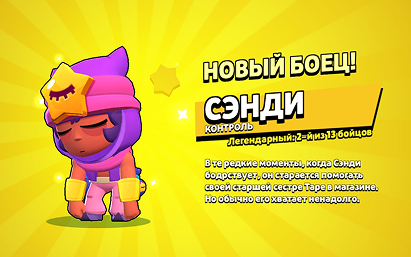 НОВЫЙ БОЕЦ!
СЭНДИ
КОНТРОЛЬ
Легендарный: 2-й из 13 бойцов
В те редкие моменты, когда Сэнди
бодрствует, он старается помогать
своей старшей сестре Таре в магазине.
Но обычно его хватает ненадолго.